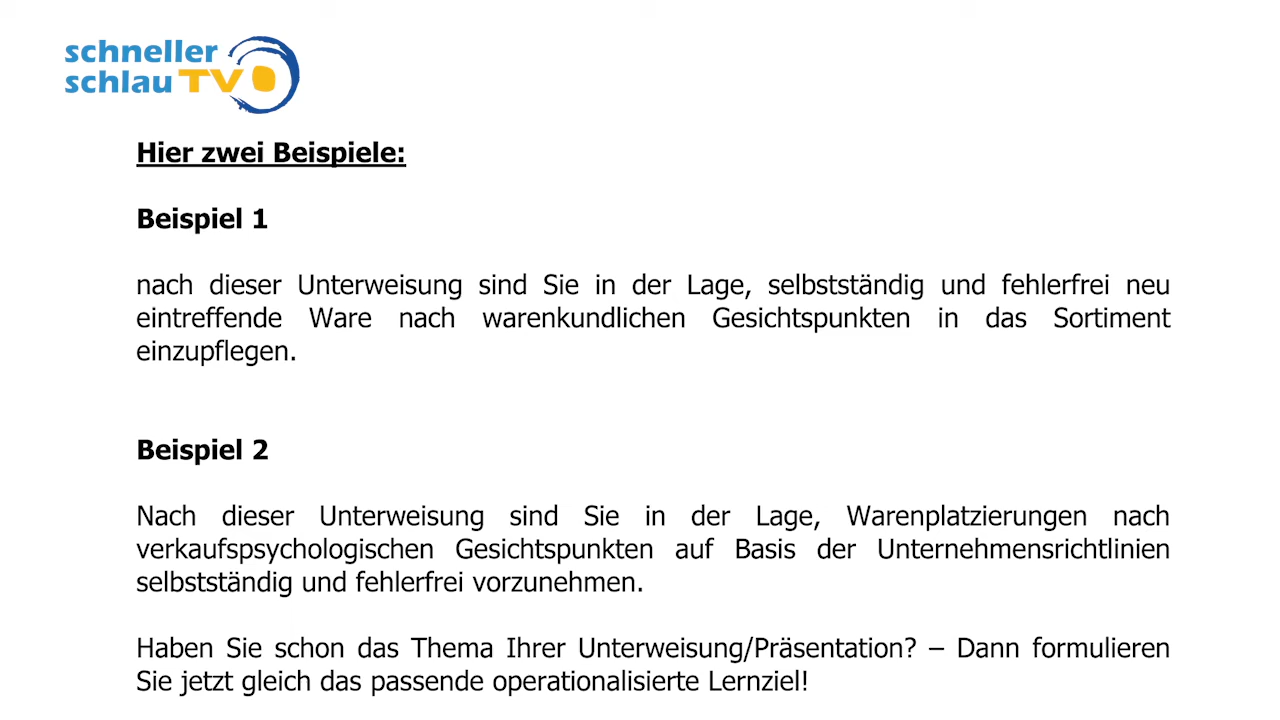 schneller
schlau TV
Hier zwei Beispiele:
Beispiel 1
nach dieser Unterweisung sind Sie in der Lage, selbstständig und fehlerfrei neu
eintreffende Ware nach warenkundlichen Gesichtspunkten in das Sortiment
einzupflegen.
Beispiel 2
Nach dieser Unterweisung sind Sie in der Lage, Warenplatzierungen nach
verkaufspsychologischen Gesichtspunkten auf Basis der Unternehmensrichtlinien
selbstständig und fehlerfrei vorzunehmen.
Haben Sie schon das Thema Ihrer Unterweisung/Präsentation? – Dann formulieren
Sie jetzt gleich das passende operationalisierte Lernziel!